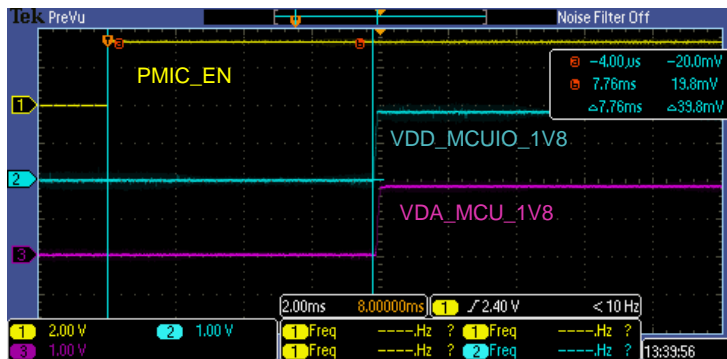 Tek PreVu Noise Filter Off
a -4.00µs -20.0mV
b 7.76ms 19.8mV
△7.76ms △39.8mV
PMIC_EN
1
VDD_MCUIO_1V8
2
VDA_MCU_1V8
3
2.00ms 8.00000ms 1 2.40 V < 10 Hz
1 2.00 V 2 1.00 V 1 Freq ----.Hz ? 1 Freq ----.Hz ?
3 1.00 V 1 Freq ----.Hz ? 2 Freq ----.Hz ? 13:39:56